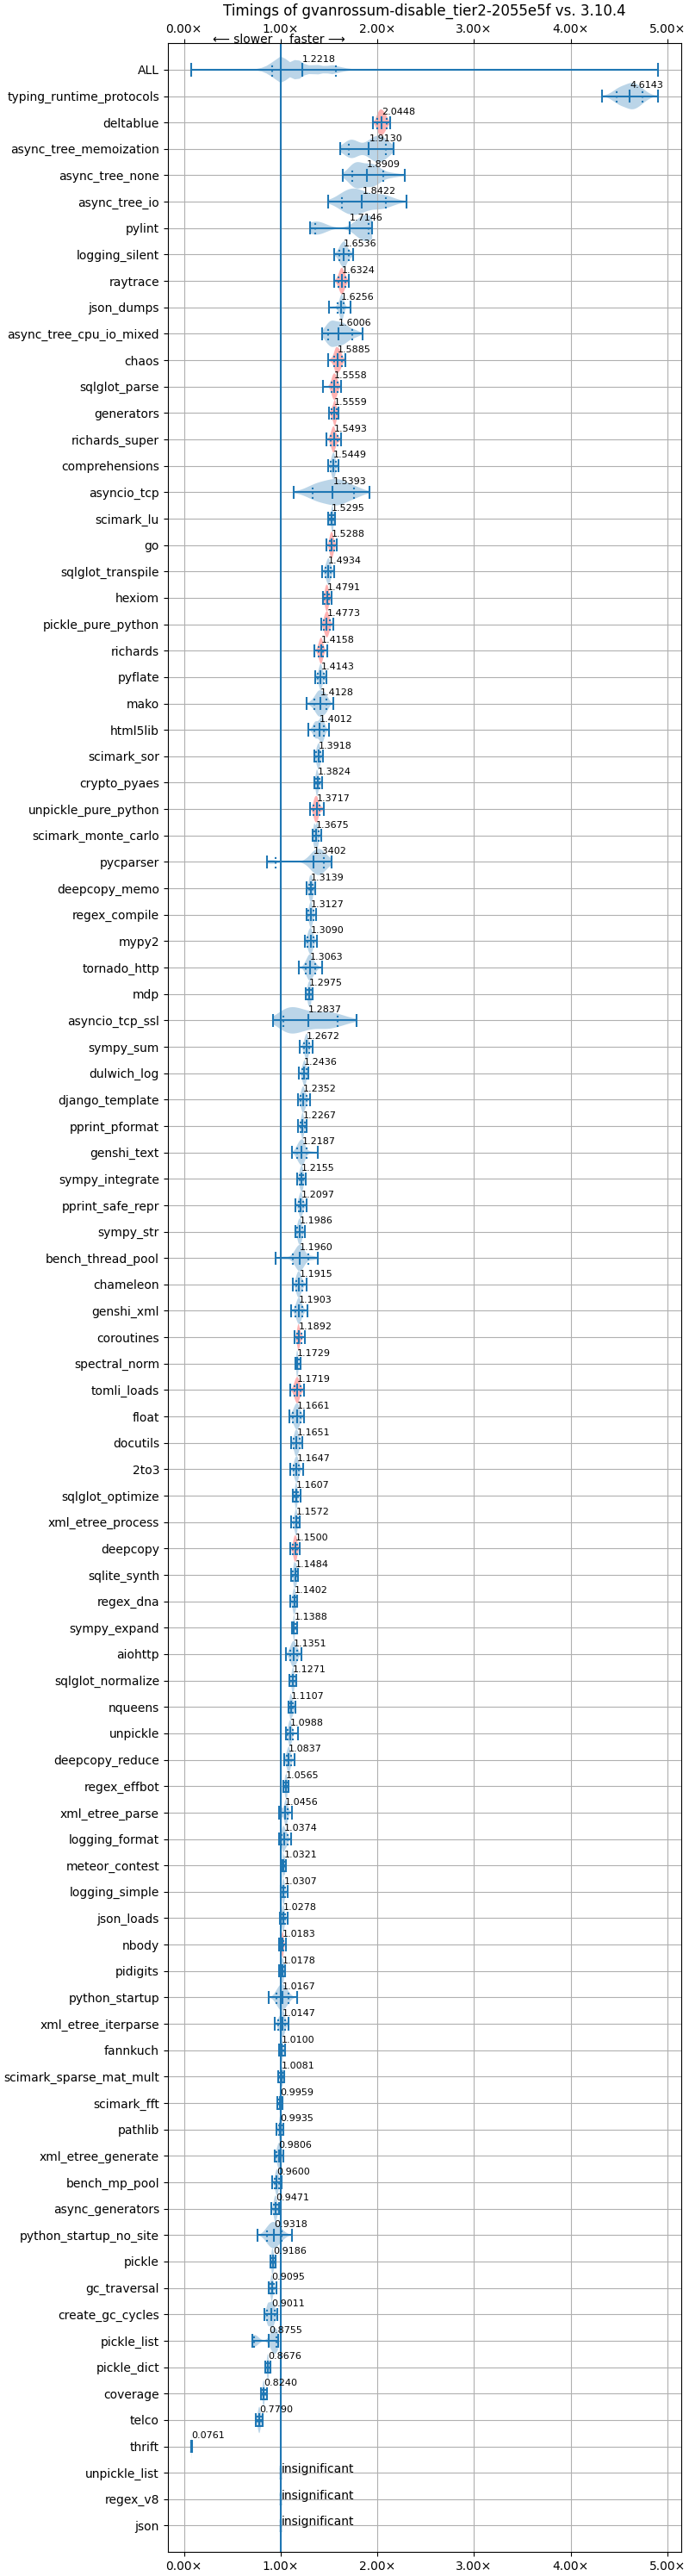 Timings of gvanrossum-disable_tier2-2055e5f vs. 3.10.4
0.00× 1.00× 2.00× 3.00× 4.00× 5.00×
⟵ slower faster ⟶
ALL 1.2218
typing_runtime_protocols 4.6143
deltablue 2.0448
async_tree_memoization 1.9130
async_tree_none 1.8909
async_tree_io 1.8422
pylint 1.7146
logging_silent 1.6536
raytrace 1.6324
json_dumps 1.6256
async_tree_cpu_io_mixed 1.6006
chaos 1.5885
sqlglot_parse 1.5558
generators 1.5559
richards_super 1.5493
comprehensions 1.5449
asyncio_tcp 1.5393
scimark_lu 1.5295
go 1.5288
sqlglot_transpile 1.4934
hexiom 1.4791
pickle_pure_python 1.4773
richards 1.4158
pyflate 1.4143
mako 1.4128
html5lib 1.4012
scimark_sor 1.3918
crypto_pyaes 1.3824
unpickle_pure_python 1.3717
scimark_monte_carlo 1.3675
pycparser 1.3402
deepcopy_memo 1.3139
regex_compile 1.3127
mypy2 1.3090
tornado_http 1.3063
mdp 1.2975
asyncio_tcp_ssl 1.2837
sympy_sum 1.2672
dulwich_log 1.2436
django_template 1.2352
pprint_pformat 1.2267
genshi_text 1.2187
sympy_integrate 1.2155
pprint_safe_repr 1.2097
sympy_str 1.1986
bench_thread_pool 1.1960
chameleon 1.1915
genshi_xml 1.1903
coroutines 1.1892
spectral_norm 1.1729
tomli_loads 1.1719
float 1.1661
docutils 1.1651
2to3 1.1647
sqlglot_optimize 1.1607
xml_etree_process 1.1572
deepcopy 1.1500
sqlite_synth 1.1484
regex_dna 1.1402
sympy_expand 1.1388
aiohttp 1.1351
sqlglot_normalize 1.1271
nqueens 1.1107
unpickle 1.0988
deepcopy_reduce 1.0837
regex_effbot 1.0565
xml_etree_parse 1.0456
logging_format 1.0374
meteor_contest 1.0321
logging_simple 1.0307
json_loads 1.0278
nbody 1.0183
pidigits 1.0178
python_startup 1.0167
xml_etree_iterparse 1.0147
fannkuch 1.0100
scimark_sparse_mat_mult 1.0081
scimark_fft 0.9959
pathlib 0.9935
xml_etree_generate 0.9806
bench_mp_pool 0.9600
async_generators 0.9471
python_startup_no_site 0.9318
pickle 0.9186
gc_traversal 0.9095
create_gc_cycles 0.9011
pickle_list 0.8755
pickle_dict 0.8676
coverage 0.8240
telco 0.7790
thrift 0.0761
unpickle_list insignificant
regex_v8 insignificant
json insignificant
0.00× 1.00× 2.00× 3.00× 4.00× 5.00×